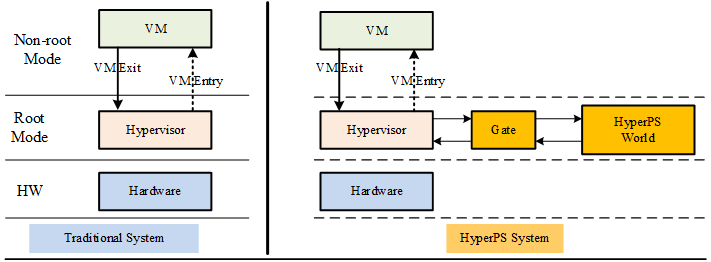 Non-root
Mode
VM
VM Exit
VM Entry
VM
VM Exit
VM Entry
Root
Mode
Hypervisor
Hypervisor
Gate
HyperPS
World
HW
Hardware
Hardware
Traditional System
HyperPS System